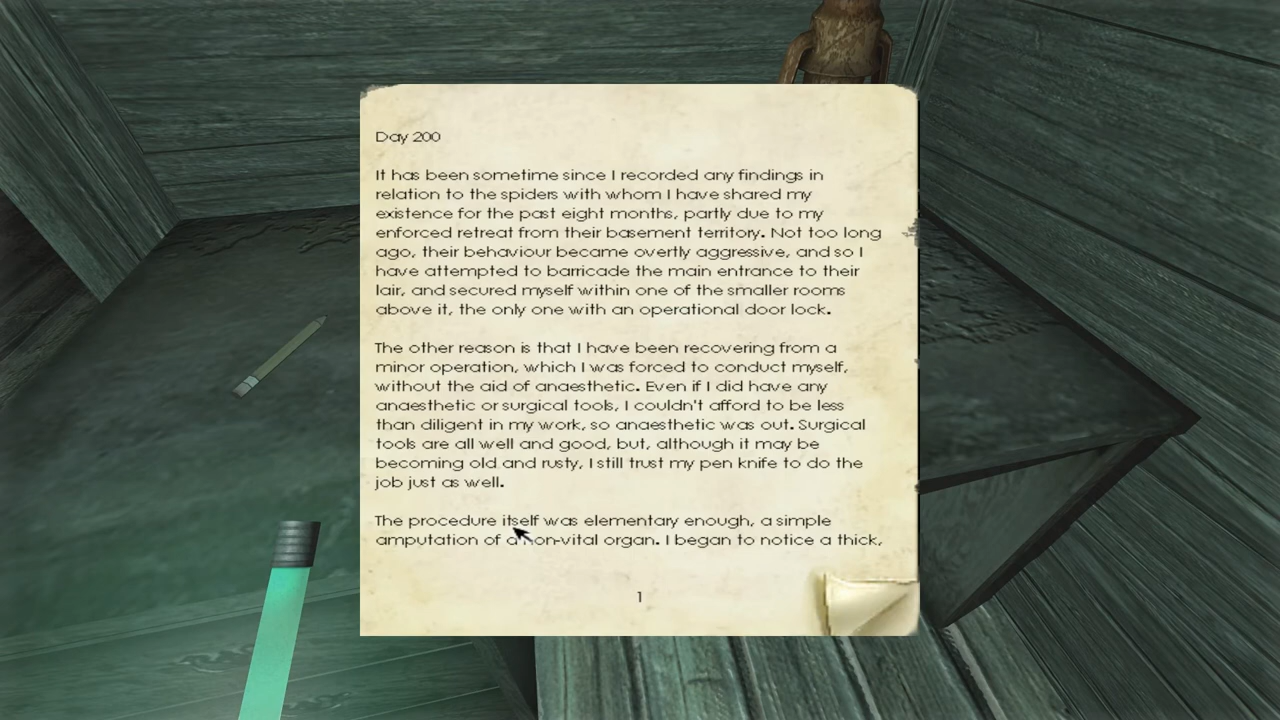 Day 200
It has been sometime since I recorded any findings in
relation to the spiders with whom I have shared my
existence for the past eight months, partly due to my
enforced retreat from their basement territory. Not too long
ago, their behaviour became overtly aggressive, and so I
have attempted to barricade the main entrance to their
lair, and secured myself within one of the smaller rooms
above it, the only one with an operational door lock.
The other reason is that I have been recovering from a
minor operation, which I was forced to conduct myself,
without the aid of anaesthetic. Even if I did have any
anaesthetic or surgical tools, I couldn't afford to be less
than diligent in my work, so anaesthetic was out. Surgical
tools are all well and good, but, although it may be
becoming old and rusty, I still trust my pen knife to do the
job just as well.
The procedure itself was elementary enough, a simple
amputation of a non-vital organ. I began to notice a thick,
1